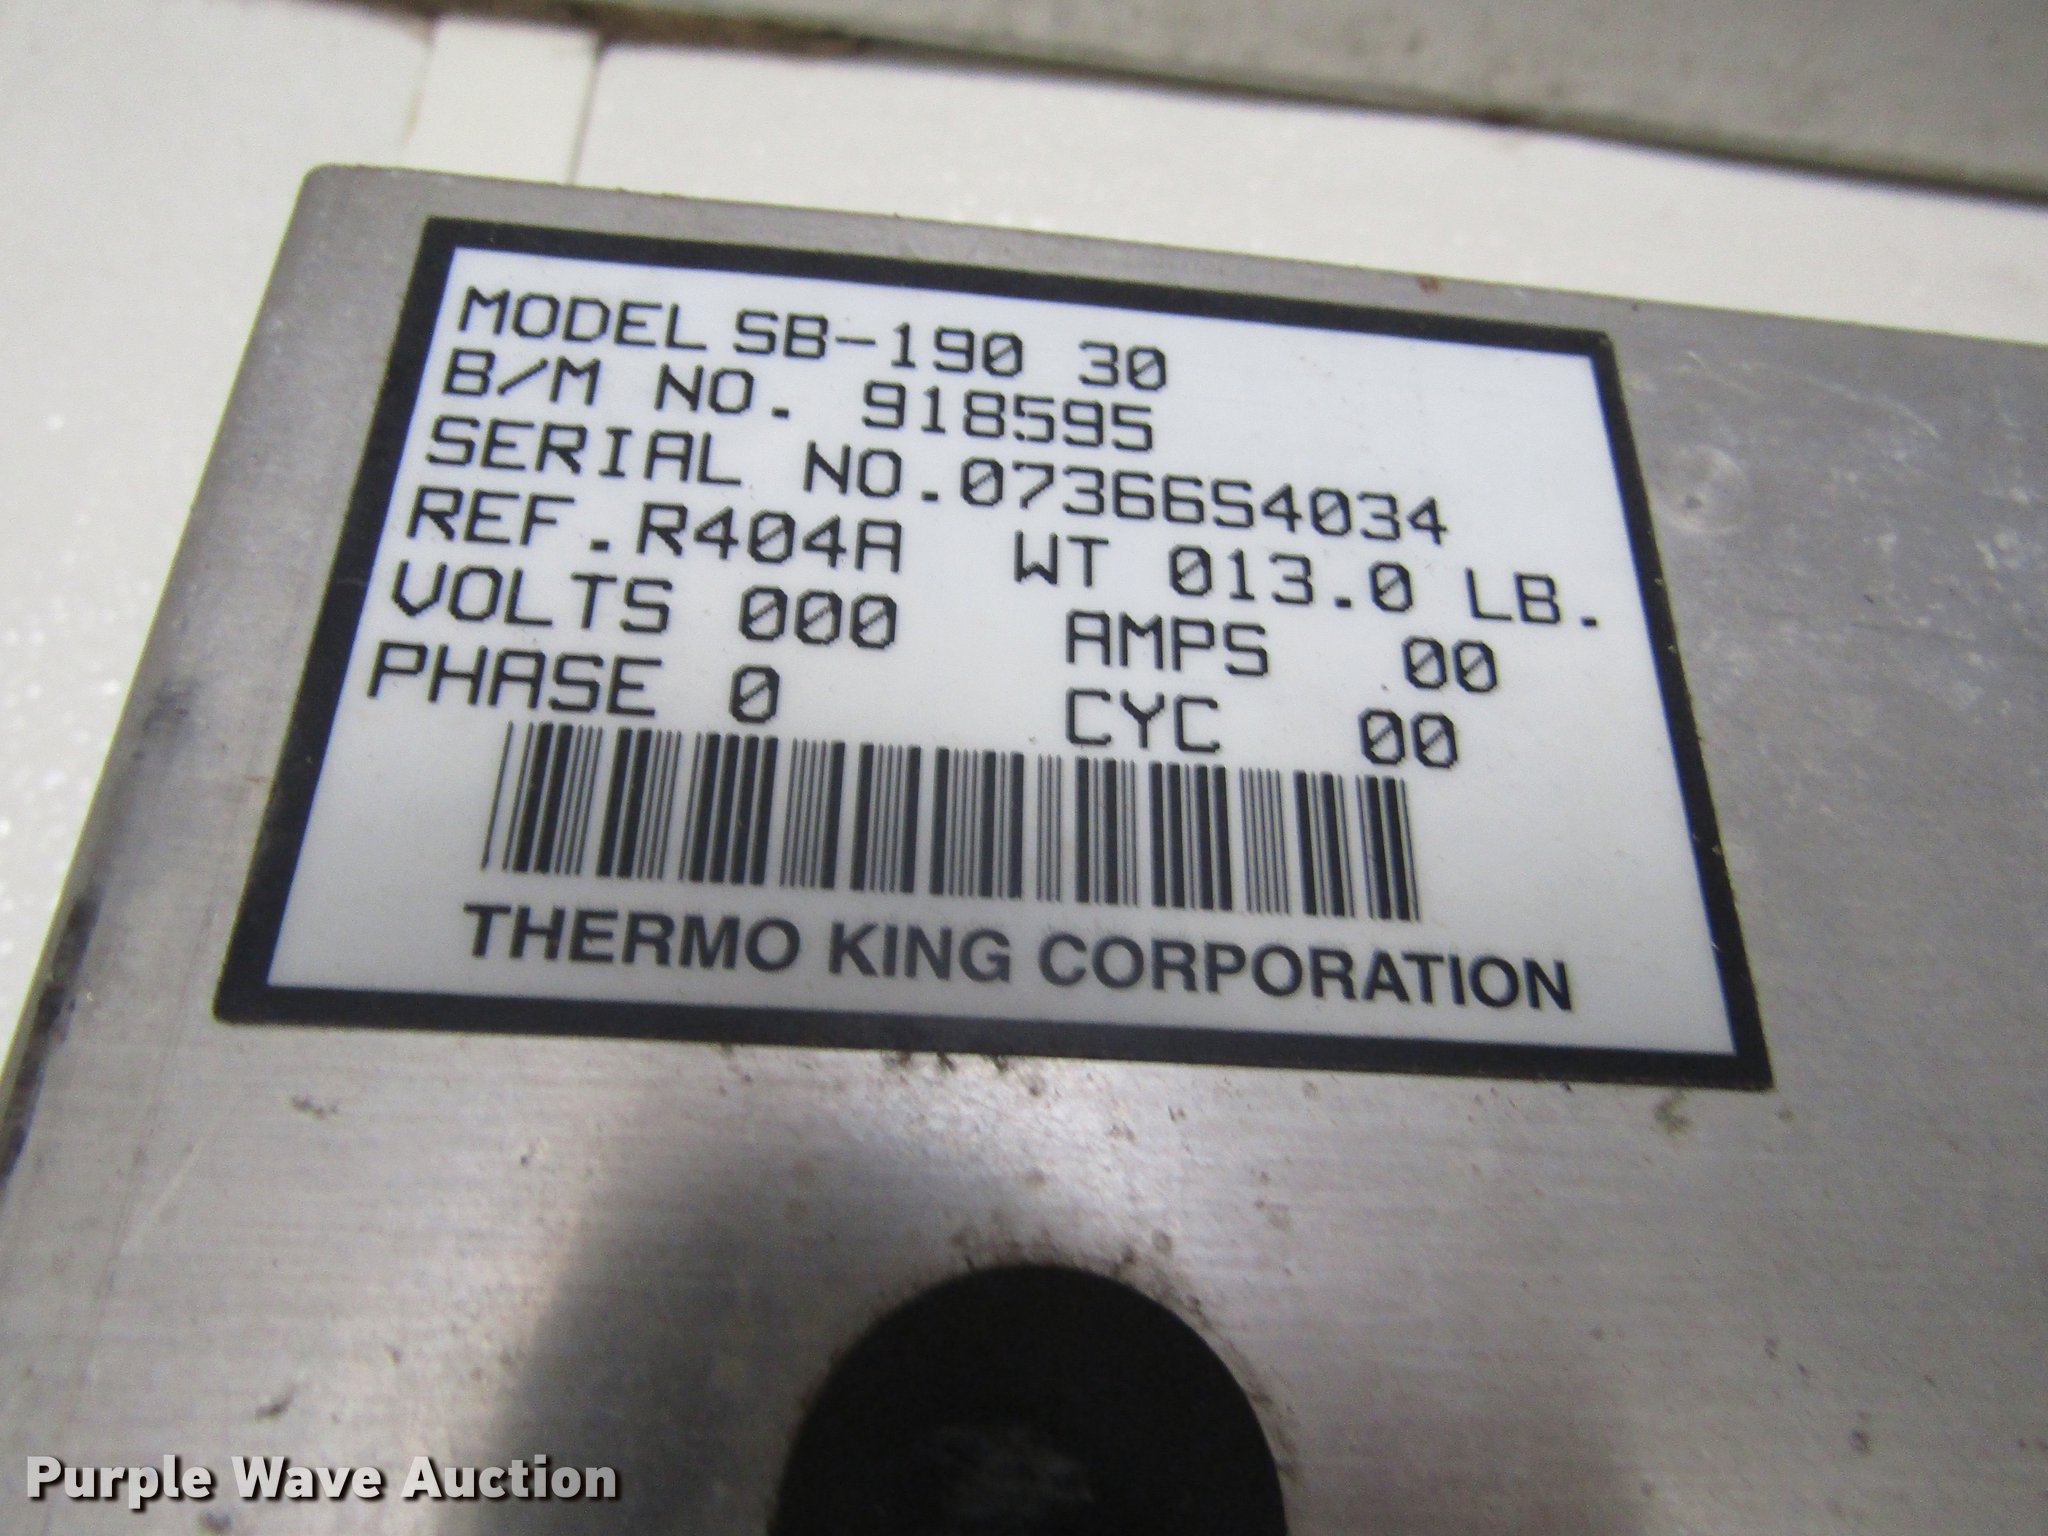 MODEL SB-190 30
B/M NO. 918595
SERIAL NO.0736654034
REF.R404A WT 013.0 LB.
VOLTS 000 AMPS 00
PHASE 0 CYC 00
THERMO KING CORPORATION
Purple Wave Auction